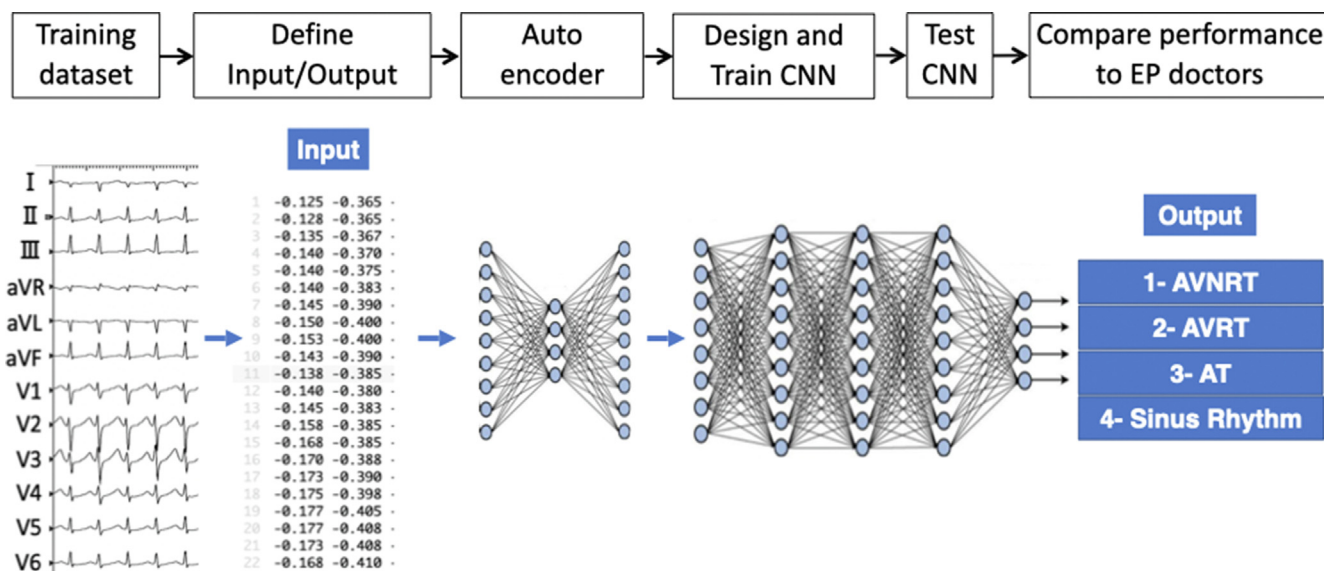 Training
dataset
Define
Input/Output
Auto
encoder
Design and
Train CNN
Test
CNN
Compare performance
to EP doctors
Input
Output
I
II
III
aVR
aVL
aVF
V1
V2
V3
V4
V5
V6
1 -0.125 -0.365 ·
2 -0.128 -0.365 ·
3 -0.135 -0.367 ·
4 -0.140 -0.370 ·
5 -0.140 -0.375 ·
6 -0.140 -0.383 ·
7 -0.145 -0.390 ·
8 -0.150 -0.400 ·
9 -0.153 -0.400 ·
10 -0.143 -0.390 ·
11 -0.138 -0.385 ·
12 -0.140 -0.380 ·
13 -0.145 -0.383 ·
14 -0.158 -0.385 ·
15 -0.168 -0.385 ·
16 -0.170 -0.388 ·
17 -0.173 -0.390 ·
18 -0.175 -0.398 ·
19 -0.177 -0.405 ·
20 -0.177 -0.408 ·
21 -0.173 -0.408 ·
22 -0.168 -0.410 ·
1- AVNRT
2- AVRT
3- AT
4- Sinus Rhythm